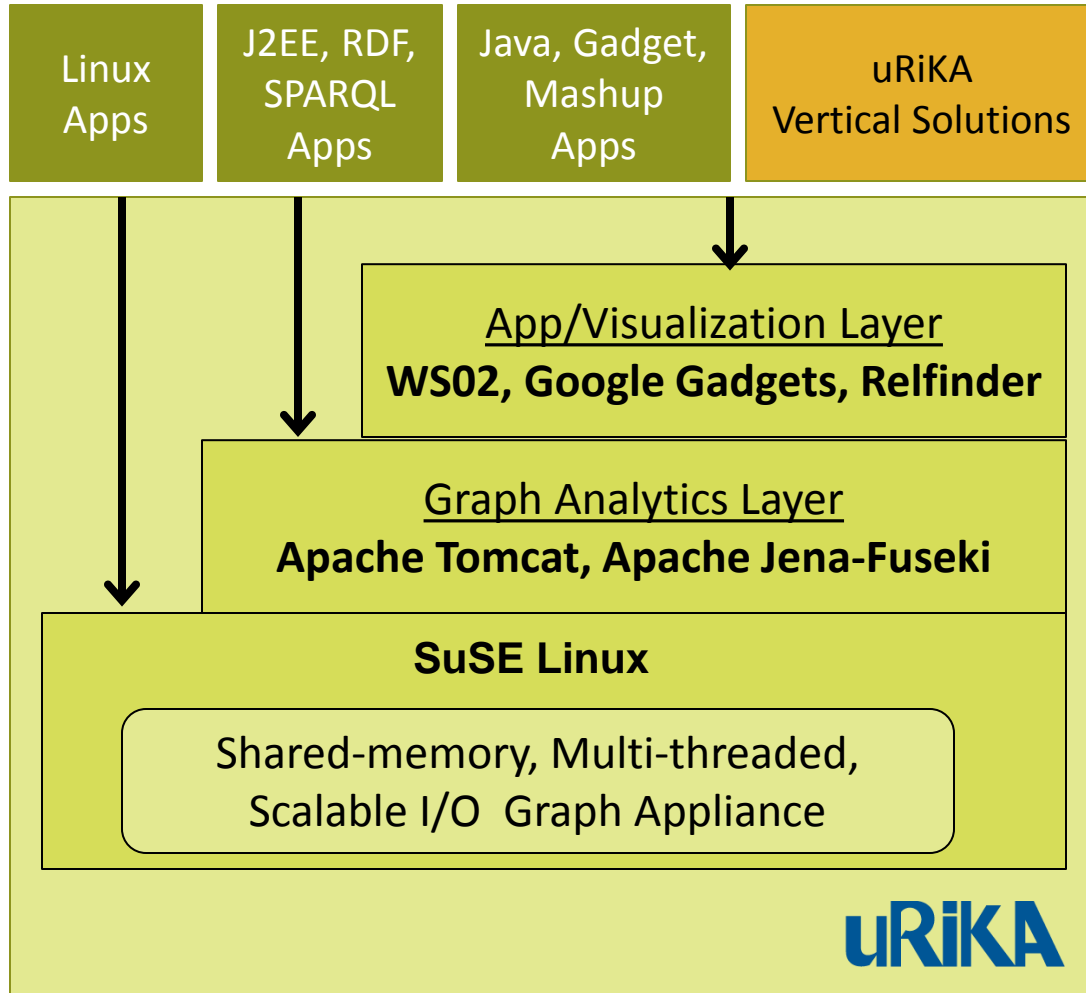 Linux
Apps
J2EE, RDF,
SPARQL
Apps
Java, Gadget,
Mashup
Apps
uRiKA
Vertical Solutions
App/Visualization Layer
WS02, Google Gadgets, Relfinder
Graph Analytics Layer
Apache Tomcat, Apache Jena-Fuseki
SuSE Linux
Shared-memory, Multi-threaded,
Scalable I/O Graph Appliance
uRiKA